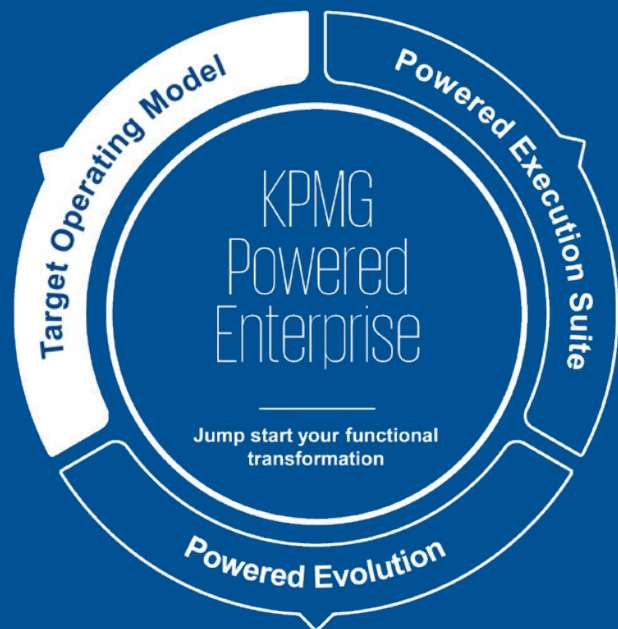 Target Operating Model
Powered Execution Suite
KPMG
Powered
Enterprise
Jump start your functional
transformation
Powered Evolution